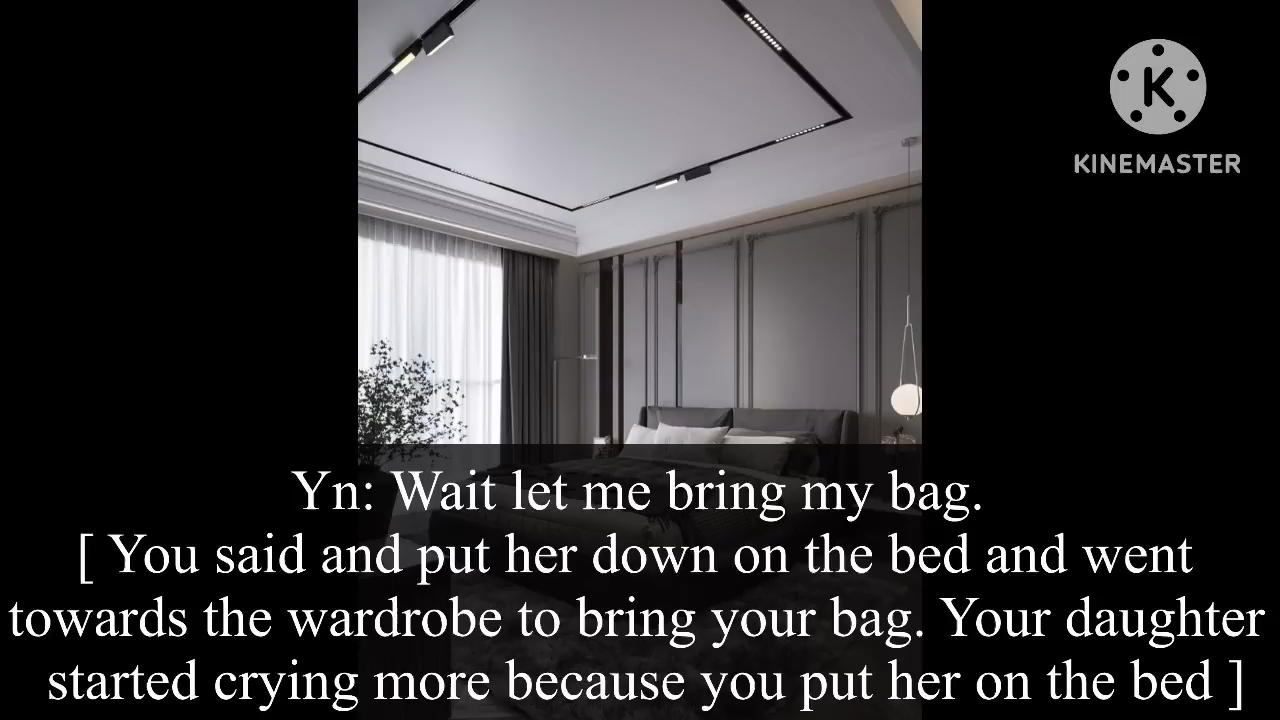 K
KINEMASTER
Yn: Wait let me bring my bag.
[ You said and put her down on the bed and went
towards the wardrobe to bring your bag. Your daughter
started crying more because you put her on the bed ]